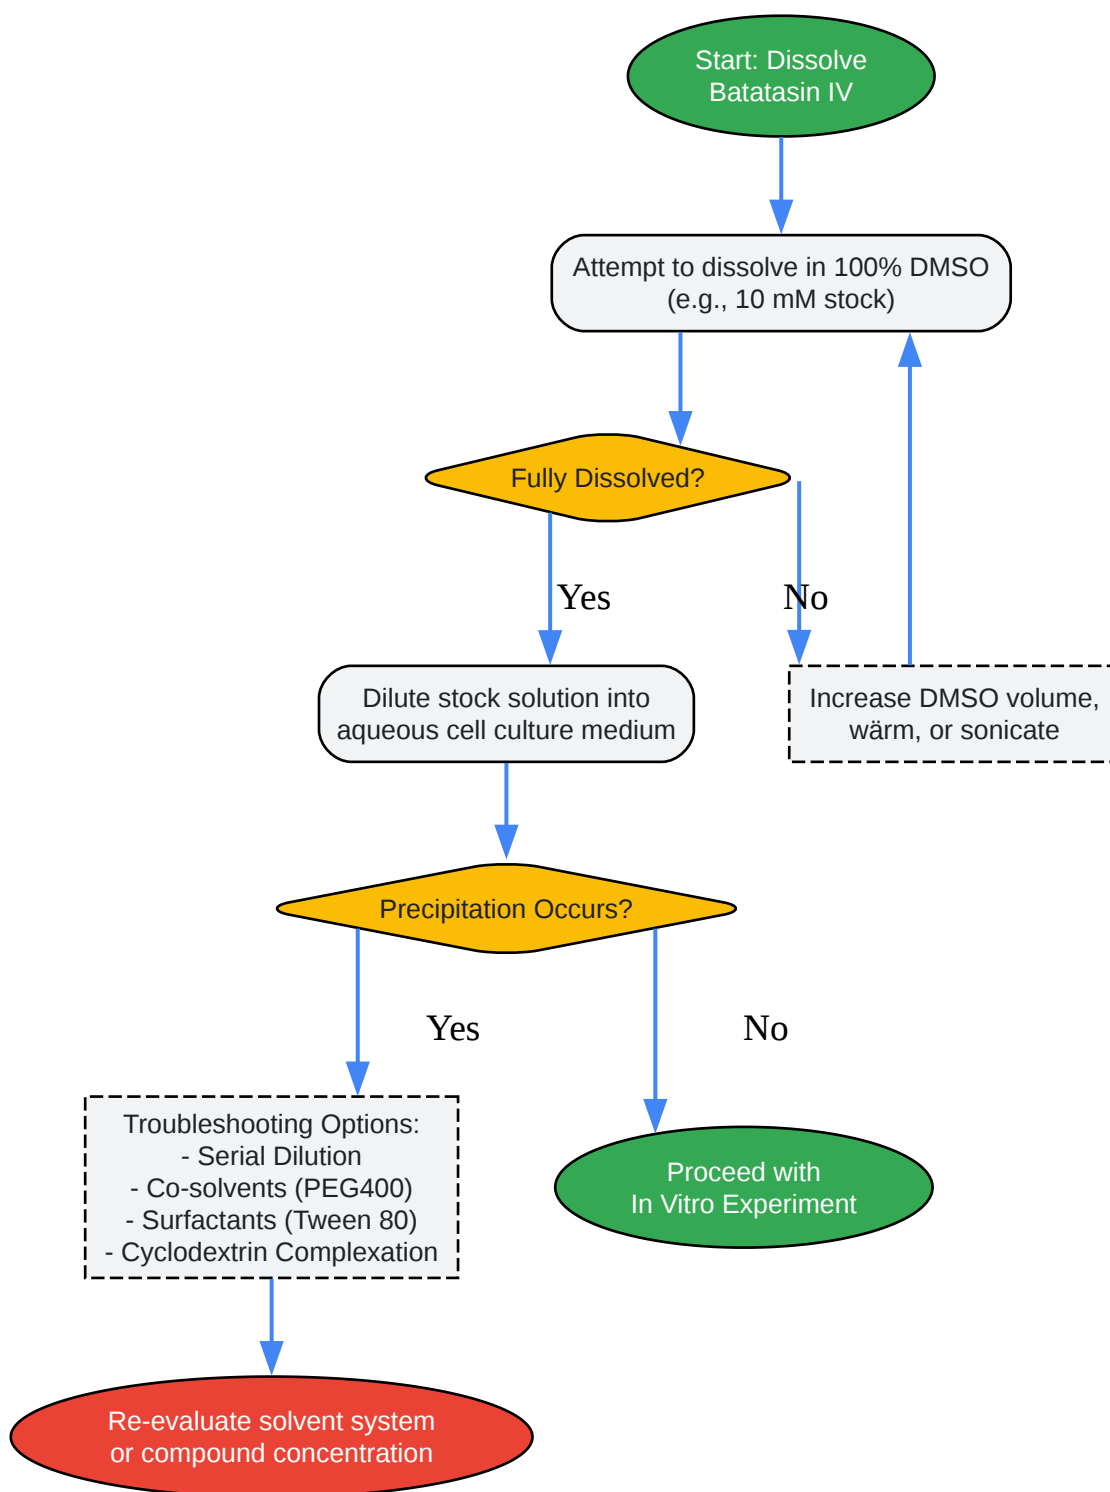 Start: Dissolve
Batatasin IV
Attempt to dissolve in 100% DMSO
(e.g., 10 mM stock)
Fully Dissolved?
Yes
No
Dilute stock solution into
aqueous cell culture medium
Increase DMSO volume,
wärm, or sonicate
Precipitation Occurs?
Yes
No
Troubleshooting Options:
- Serial Dilution
- Co-solvents (PEG400)
- Surfactants (Tween 80)
- Cyclodextrin Complexation
Proceed with
In Vitro Experiment
Re-evaluate solvent system
or compound concentration